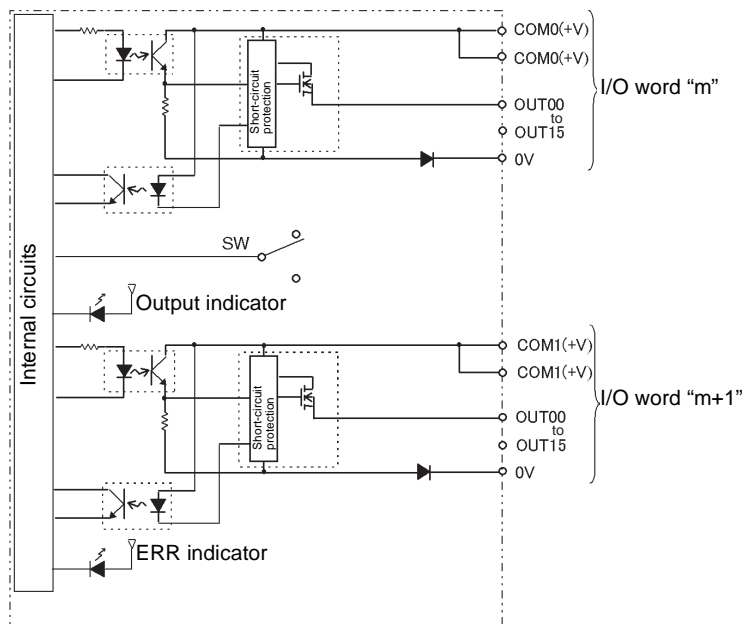 COM0(+V)
COM0(+V)
I/O word “m”
Short-circuit
protection
OUT00
to
OUT15
0V
SW
Internal circuits
Output indicator
COM1(+V)
COM1(+V)
I/O word “m+1”
Short-circuit
protection
OUT00
to
OUT15
0V
ERR indicator